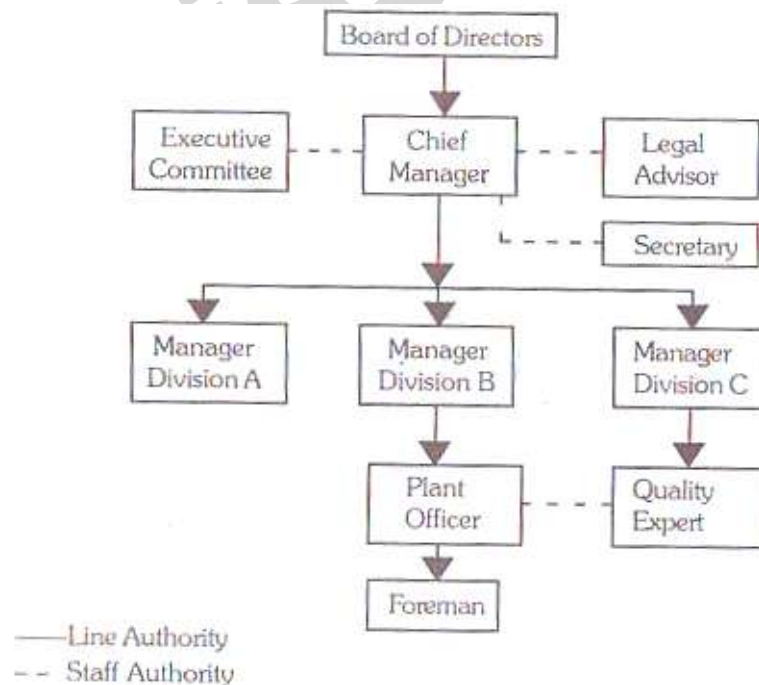 Board of Directors
Executive
Committee
Chief
Manager
Legal
Advisor
Secretary
Manager
Division A
Manager
Division B
Manager
Division C
Plant
Officer
Quality
Expert
Foreman
Line Authority
Staff Authority